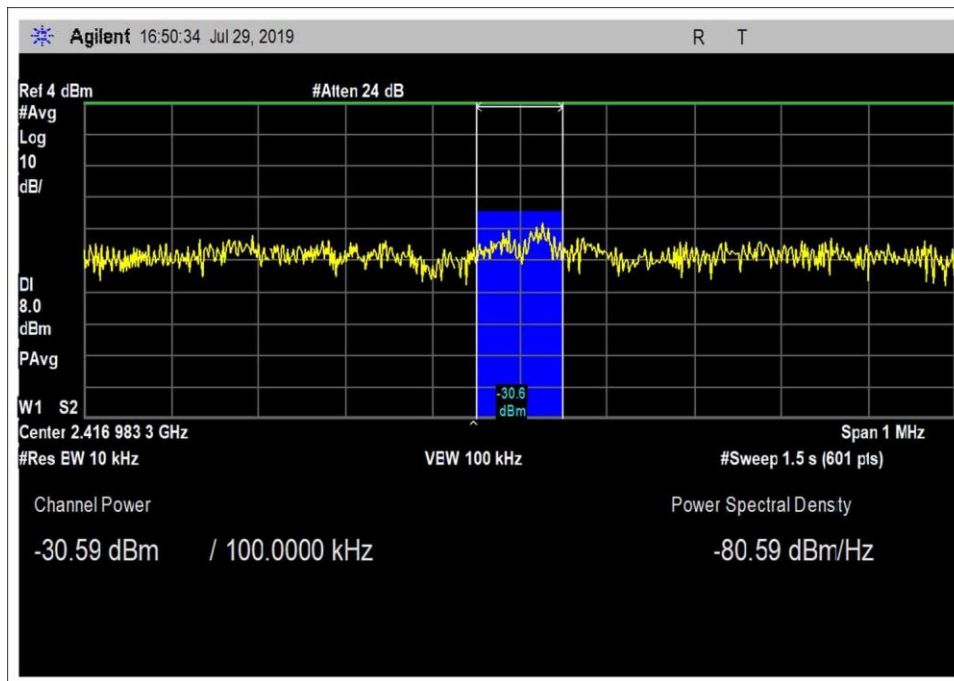 Agilent 16:50:34 Jul 29, 2019 R T
Ref 4 dBm #Atten 24 dB
#Avg
Log
10
dB/
DI
8.0
dBm
PAvg
-30.6
dBm
W1 S2
Center 2.416 983 3 GHz Span 1 MHz
#Res BW 10 kHz VBW 100 kHz #Sweep 1.5 s (601 pts)
Channel Power Power Spectral Density
-30.59 dBm / 100.0000 kHz -80.59 dBm/Hz